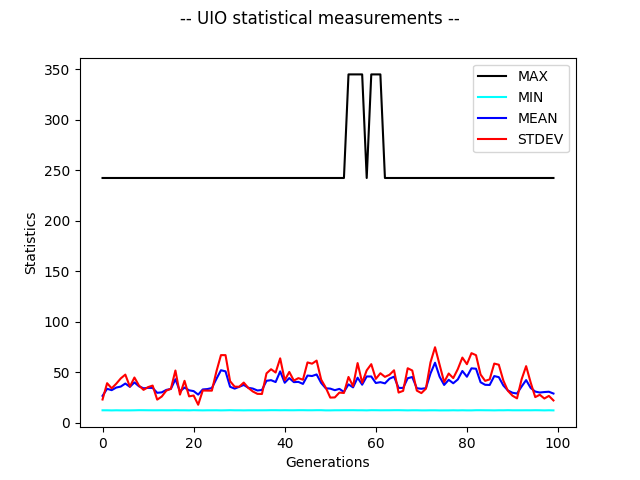 -- UIO statistical measurements --
MAX
MIN
MEAN
STDEV
Statistics
350
300
250
200
150
100
50
0
0 20 40 60 80 100
Generations